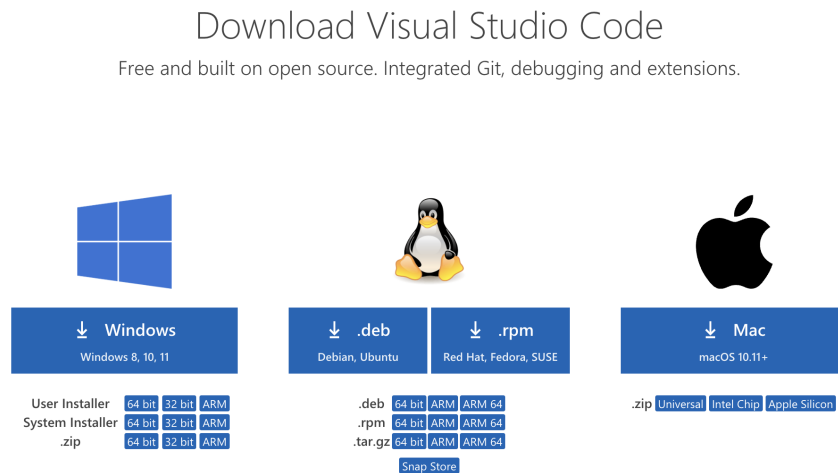 Download Visual Studio Code
Free and built on open source. Integrated Git, debugging and extensions.
Windows
Windows 8, 10, 11
User Installer 64 bit 32 bit ARM
System Installer 64 bit 32 bit ARM
.zip 64 bit 32 bit ARM
.deb
Debian, Ubuntu
.rpm
Red Hat, Fedora, SUSE
.deb 64 bit ARM ARM 64
.rpm 64 bit ARM ARM 64
.tar.gz 64 bit ARM ARM 64
Snap Store
Mac
macOS 10.11+
.zip Universal Intel Chip Apple Silicon